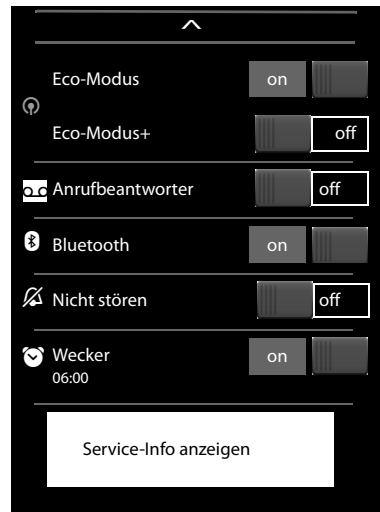 Eco-Modus on
Eco-Modus+ off
Anrufbeantworter off
Bluetooth on
Nicht stören off
Wecker on
06:00
Service-Info anzeigen